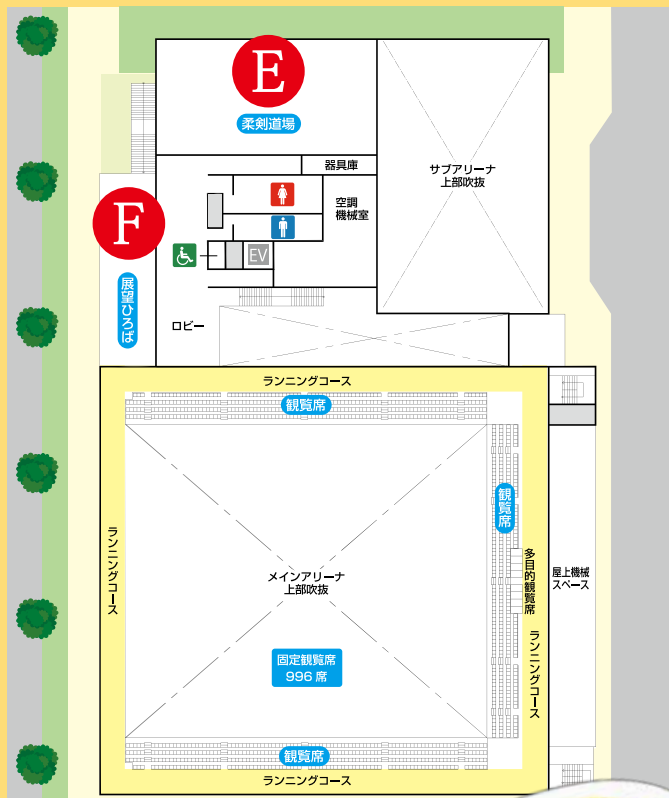 E
柔剣道場
器具庫
サブアリーナ
上部吹抜
空調
機械室
F
EV
展望ひろば
ロビー
ランニングコース
観覧席
観覧席
ランニングコース
多目的観覧席
屋上機械
スペース
メインアリーナ
上部吹抜
ランニングコース
固定観覧席
996 席
観覧席
ランニングコース